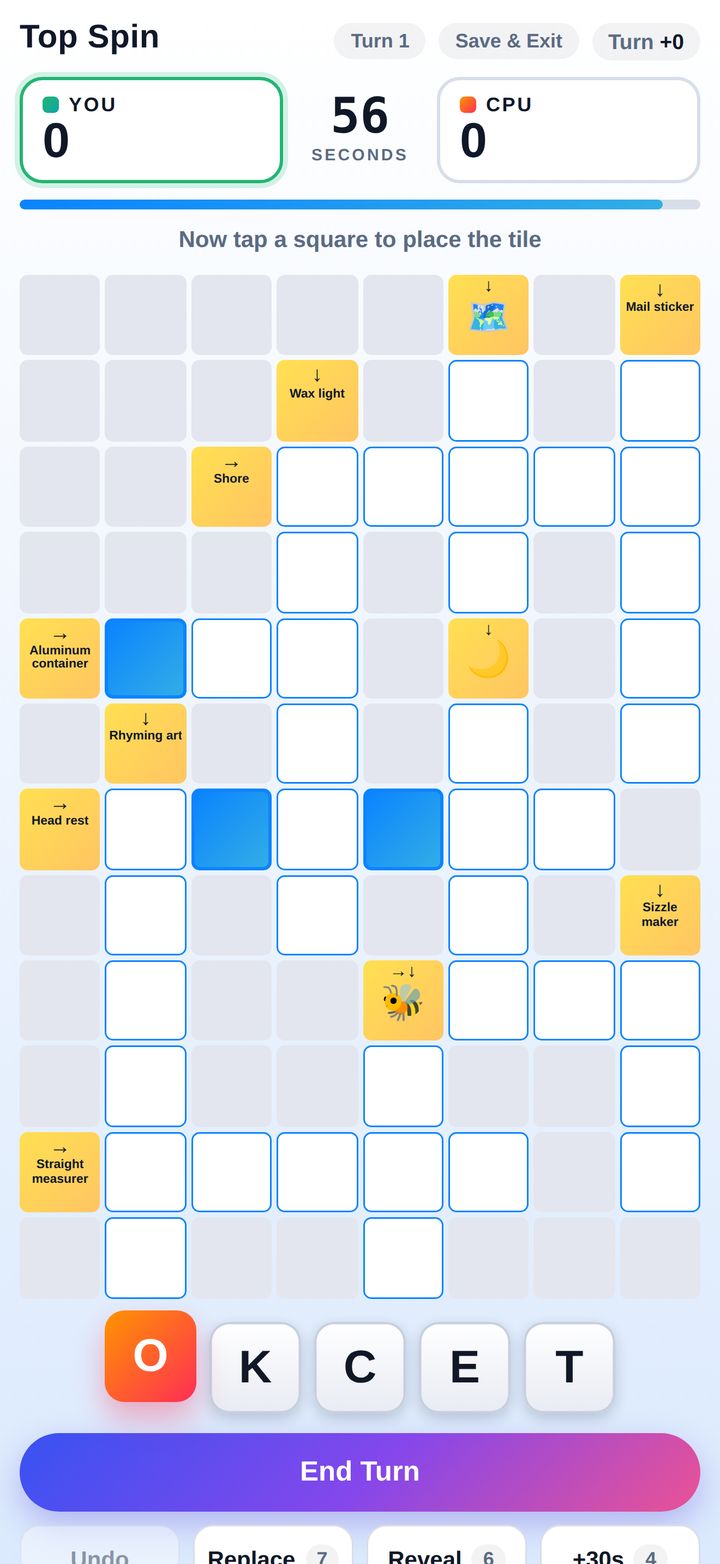 Top Spin
Turn 1
Save & Exit
Turn +0
YOU
0
56
SECONDS
CPU
0
Now tap a square to place the tile
↓
↓
Mail sticker
↓
Wax light
→
Shore
→
Aluminum
container
↓
↓
Rhyming art
→
Head rest
↓
Sizzle
maker
→↓
→
Straight
measurer
O K C E T
End Turn
Undo
Replace 7
Reveal 6
+30s 4